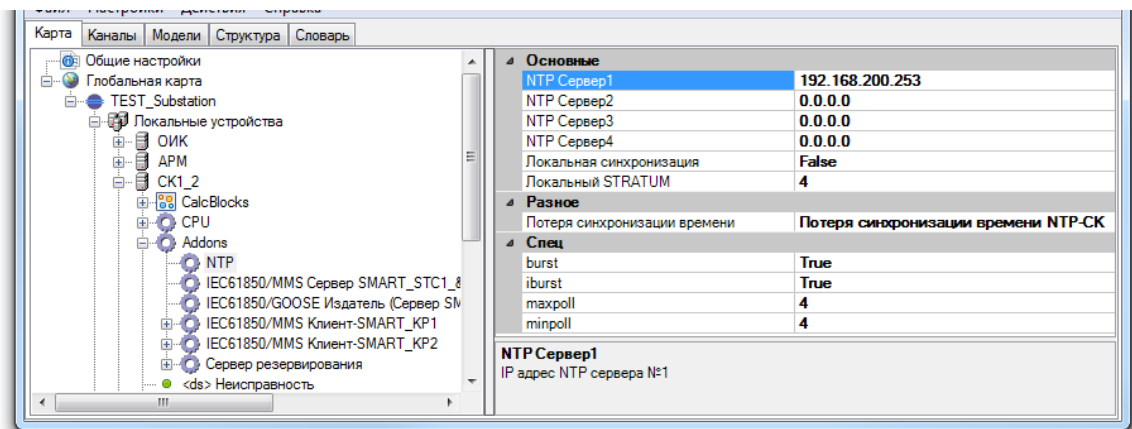 Файл Настройки Действия Справка
Карта Каналы Модели Структура Словарь
Общие настройки
Глобальная карта
TEST_Substation
Локальные устройства
ОИК
АРМ
СК1_2
CalcBlocks
CPU
Addons
NTP
IEC61850/MMS Сервер SMART_STC1_&
IEC61850/GOOSE Издатель (Сервер SM
IEC61850/MMS Клиент-SMART_KP1
IEC61850/MMS Клиент-SMART_KP2
Сервер резервирования
<ds> Неисправность
Основные
NTP Сервер1 192.168.200.253
NTP Сервер2 0.0.0.0
NTP Сервер3 0.0.0.0
NTP Сервер4 0.0.0.0
Локальная синхронизация False
Локальный STRATUM 4
Разное
Потеря синхронизации времени Потеря синхронизации времени NTP-СК
Спец
burst True
iburst True
maxpoll 4
minpoll 4
NTP Сервер1
IP адрес NTP сервера №1